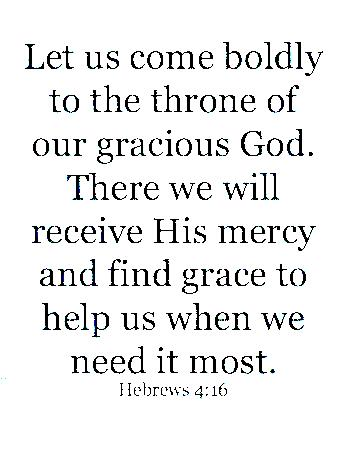 Let us come boldly
to the throne of
our gracious God.
There we will
receive His mercy
and find grace to
help us when we
need it most.
Hebrews 4:16